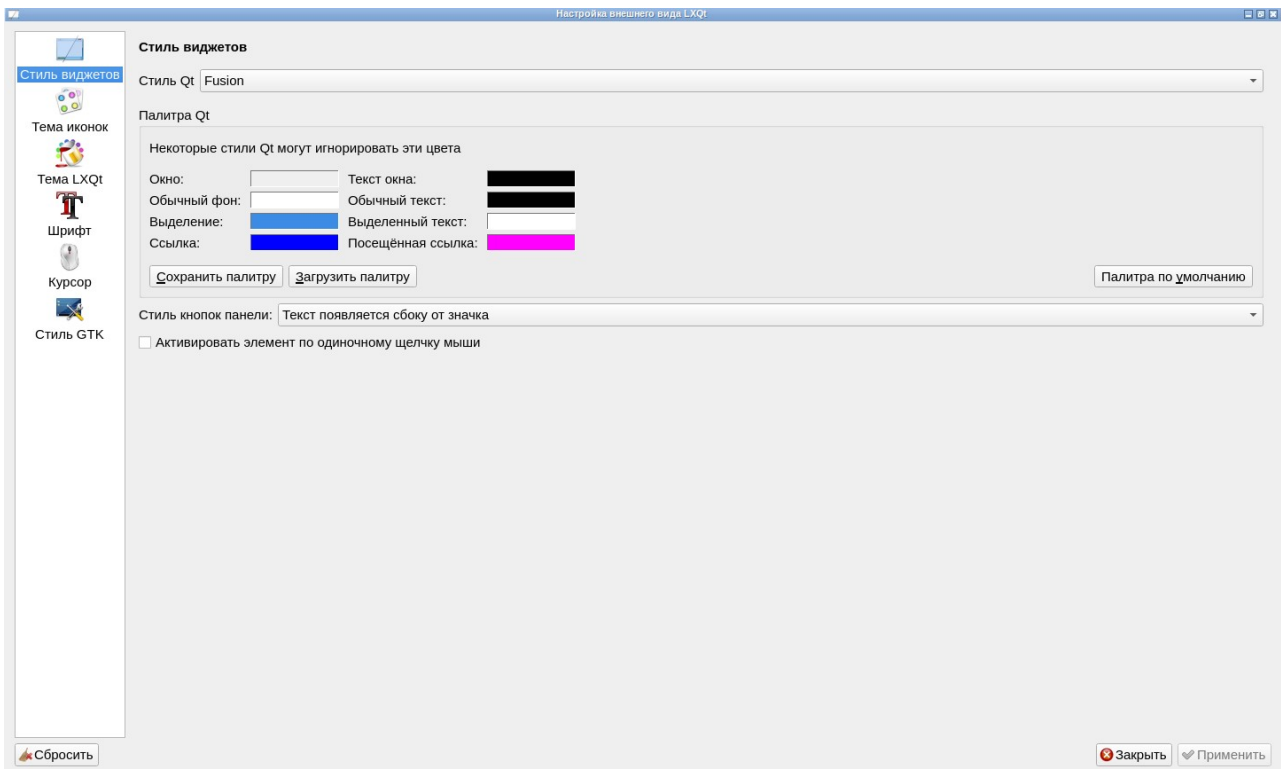 Настройка внешнего вида LXQt
Стиль виджетов
Тема иконок
Тема LXQt
Шрифт
Курсор
Стиль GTK
Стиль виджетов
Стиль Qt Fusion
Палитра Qt
Некоторые стили Qt могут игнорировать эти цвета
Окно: Текст окна:
Обычный фон: Обычный текст:
Выделение: Выделенный текст:
Ссылка: Посещённая ссылка:
Сохранить палитру Загрузить палитру Палитра по умолчанию
Стиль кнопок панели: Текст появляется сбоку от значка
Активировать элемент по одиночному щелчку мыши
Сбросить Закрыть Применить